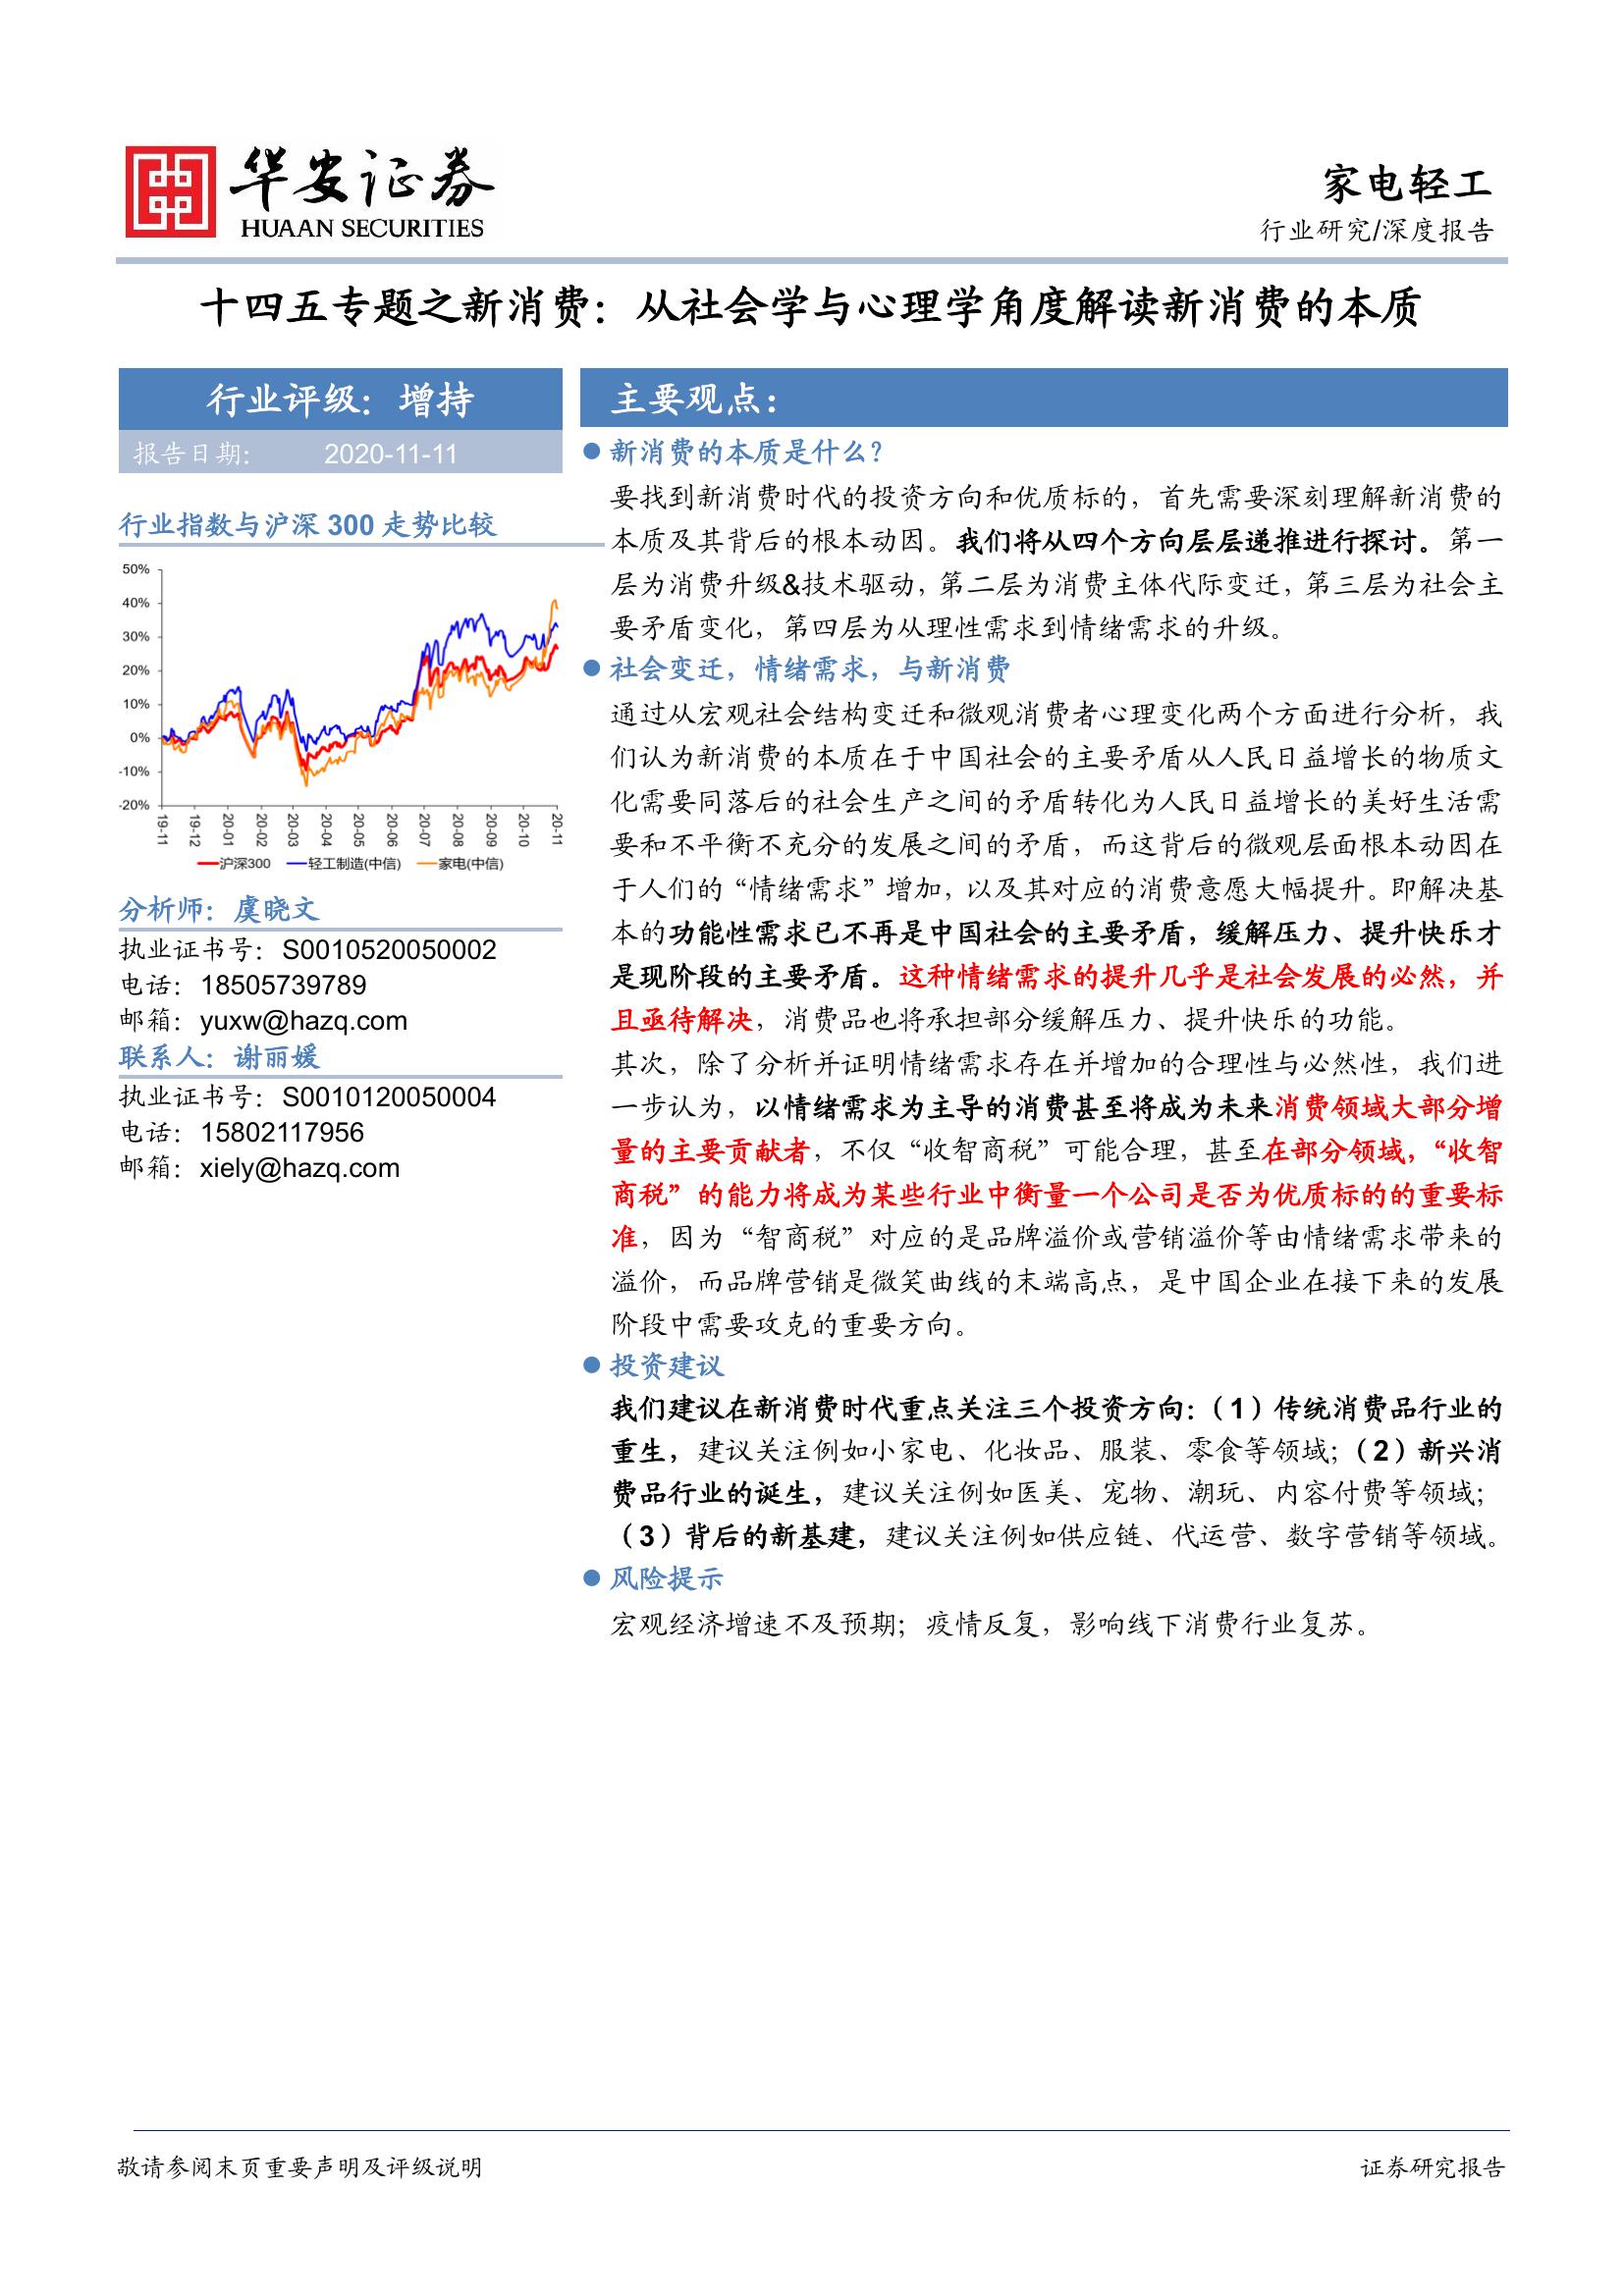 华安证券
HUAAN SECURITIES
家电轻工
行业研究/深度报告
十四五专题之新消费：从社会学与心理学角度解读新消费的本质
行业评级：增持
报告日期： 2020-11-11
行业指数与沪深 300 走势比较
50%
40%
30%
20%
10%
0%
-10%
-20%
19-11 19-12 20-01 20-02 20-03 20-04 20-05 20-06 20-07 20-08 20-09 20-10 20-11
沪深300 轻工制造(中信) 家电(中信)
分析师：虞晓文
执业证书号：S0010520050002
电话：18505739789
邮箱：yuxw@hazq.com
联系人：谢丽媛
执业证书号：S0010120050004
电话：15802117956
邮箱：xiely@hazq.com
主要观点：
● 新消费的本质是什么？
要找到新消费时代的投资方向和优质标的，首先需要深刻理解新消费的
本质及其背后的根本动因。我们将从四个方向层层递推进行探讨。第一
层为消费升级&技术驱动，第二层为消费主体代际变迁，第三层为社会主
要矛盾变化，第四层为从理性需求到情绪需求的升级。
● 社会变迁，情绪需求，与新消费
通过从宏观社会结构变迁和微观消费者心理变化两个方面进行分析，我
们认为新消费的本质在于中国社会的主要矛盾从人民日益增长的物质文
化需要同落后的社会生产之间的矛盾转化为人民日益增长的美好生活需
要和不平衡不充分的发展之间的矛盾，而这背后的微观层面根本动因在
于人们的“情绪需求”增加，以及其对应的消费意愿大幅提升。即解决基
本的功能性需求已不再是中国社会的主要矛盾，缓解压力、提升快乐才
是现阶段的主要矛盾。这种情绪需求的提升几乎是社会发展的必然，并
且亟待解决，消费品也将承担部分缓解压力、提升快乐的功能。
其次，除了分析并证明情绪需求存在并增加的合理性与必然性，我们进
一步认为，以情绪需求为主导的消费甚至将成为未来消费领域大部分增
量的主要贡献者，不仅“收智商税”可能合理，甚至在部分领域，“收智
商税”的能力将成为某些行业中衡量一个公司是否为优质标的的重要标
准，因为“智商税”对应的是品牌溢价或营销溢价等由情绪需求带来的
溢价，而品牌营销是微笑曲线的末端高点，是中国企业在接下来的发展
阶段中需要攻克的重要方向。
● 投资建议
我们建议在新消费时代重点关注三个投资方向：（1）传统消费品行业的
重生，建议关注例如小家电、化妆品、服装、零食等领域；（2）新兴消
费品行业的诞生，建议关注例如医美、宠物、潮玩、内容付费等领域；
（3）背后的新基建，建议关注例如供应链、代运营、数字营销等领域。
● 风险提示
宏观经济增速不及预期；疫情反复，影响线下消费行业复苏。
敬请参阅末页重要声明及评级说明
证券研究报告